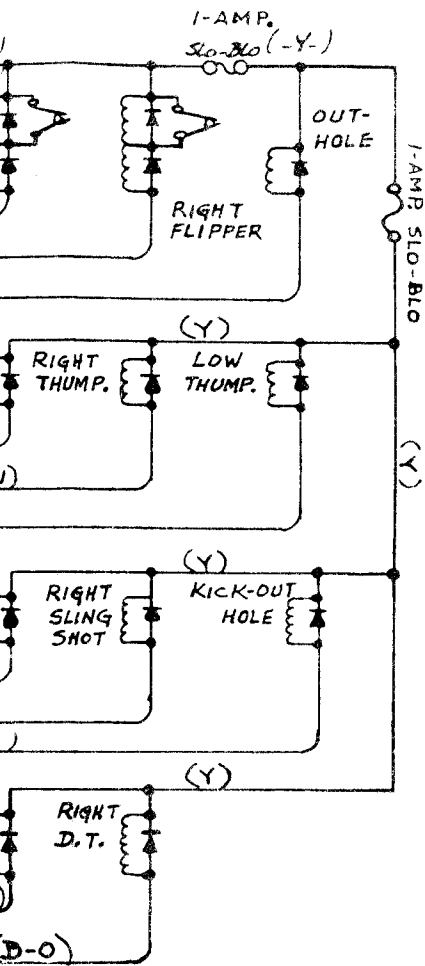 1-AMP.
SLO-BLO (-Y-)
OUT-
HOLE
RIGHT
FLIPPER
1-AMP. SLO-BLO
(Y)
RIGHT
THUMP.
LOW
THUMP.
(Y)
(Y)
RIGHT
SLING
SHOT
KICK-OUT
HOLE
(Y)
RIGHT
D.T.
(D-O)